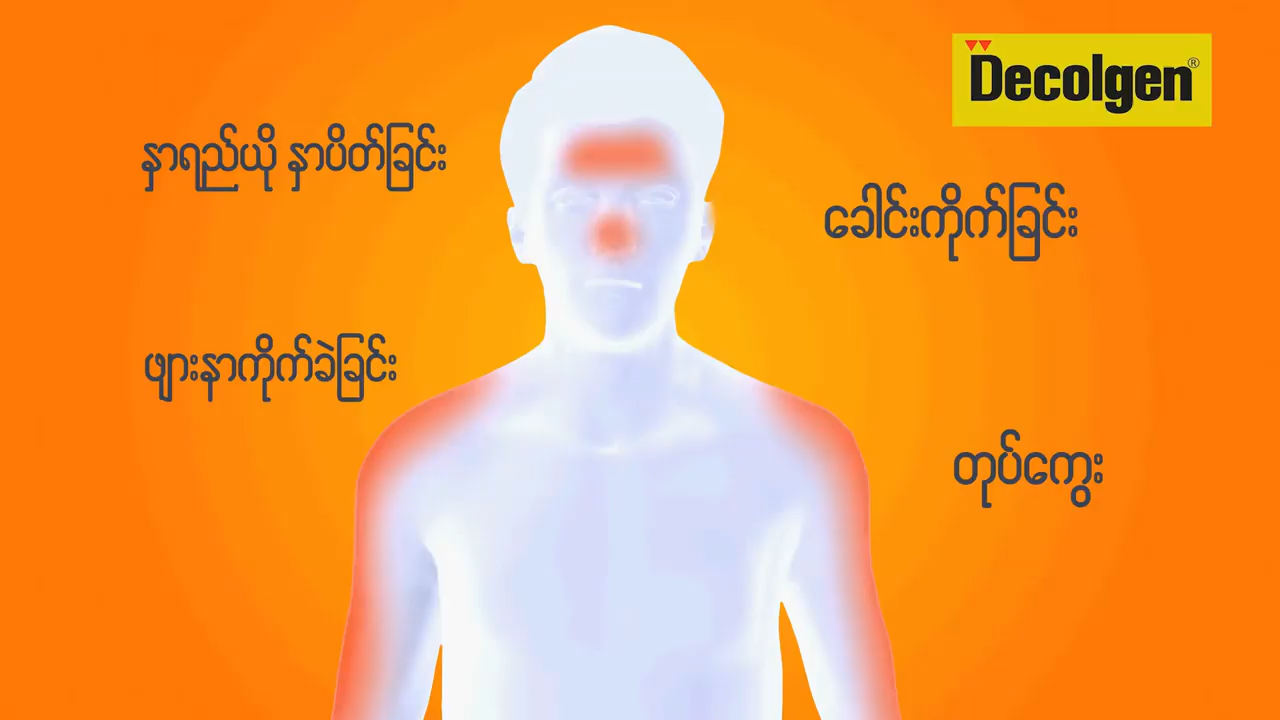 Decolgen®
နှာရည်ယို နှာပိတ်ခြင်း
ခေါင်းကိုက်ခြင်း
ဖျားနာကိုက်ခဲခြင်း
တုပ်ကွေး